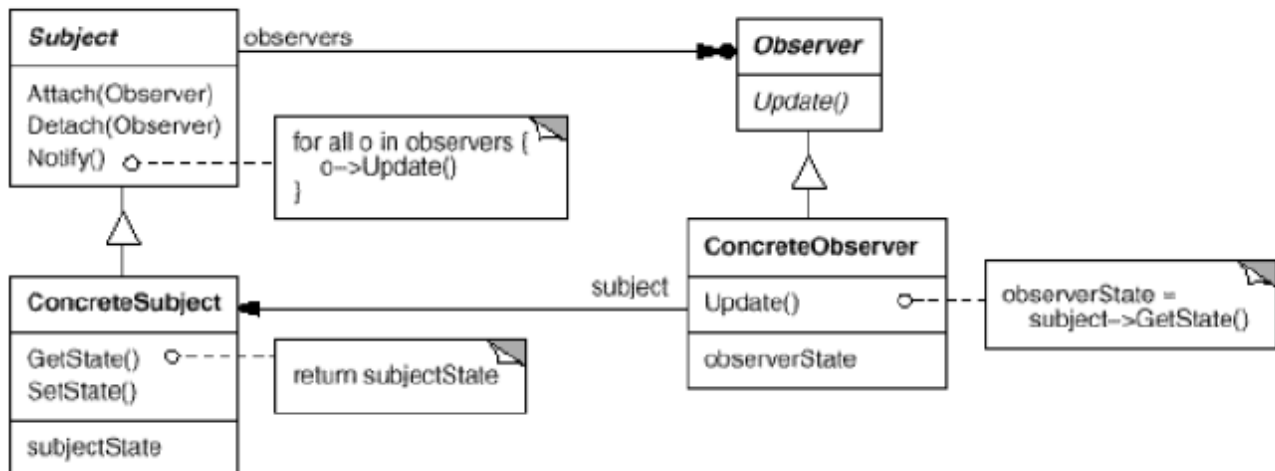 Subject
Attach(Observer)
Detach(Observer)
Notify()
observers
for all o in observers {
o->Update()
}
Observer
Update()
ConcreteSubject
GetState()
SetState()
subjectState
return subjectState
subject
ConcreteObserver
Update()
observerState
observerState =
subject->GetState()